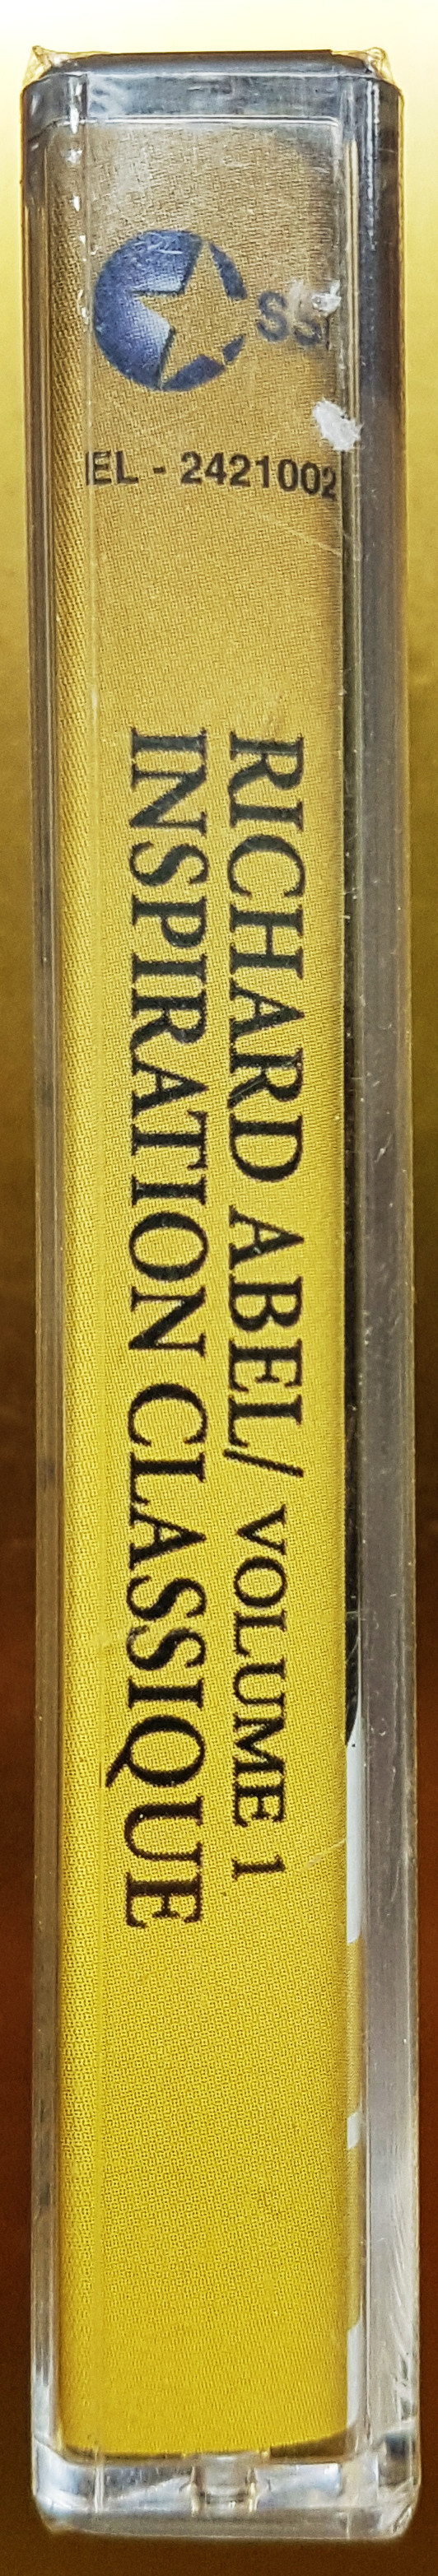 SS
EL - 2421002
RICHARD ABEL/ VOLUME 1
INSPIRATION CLASSIQUE